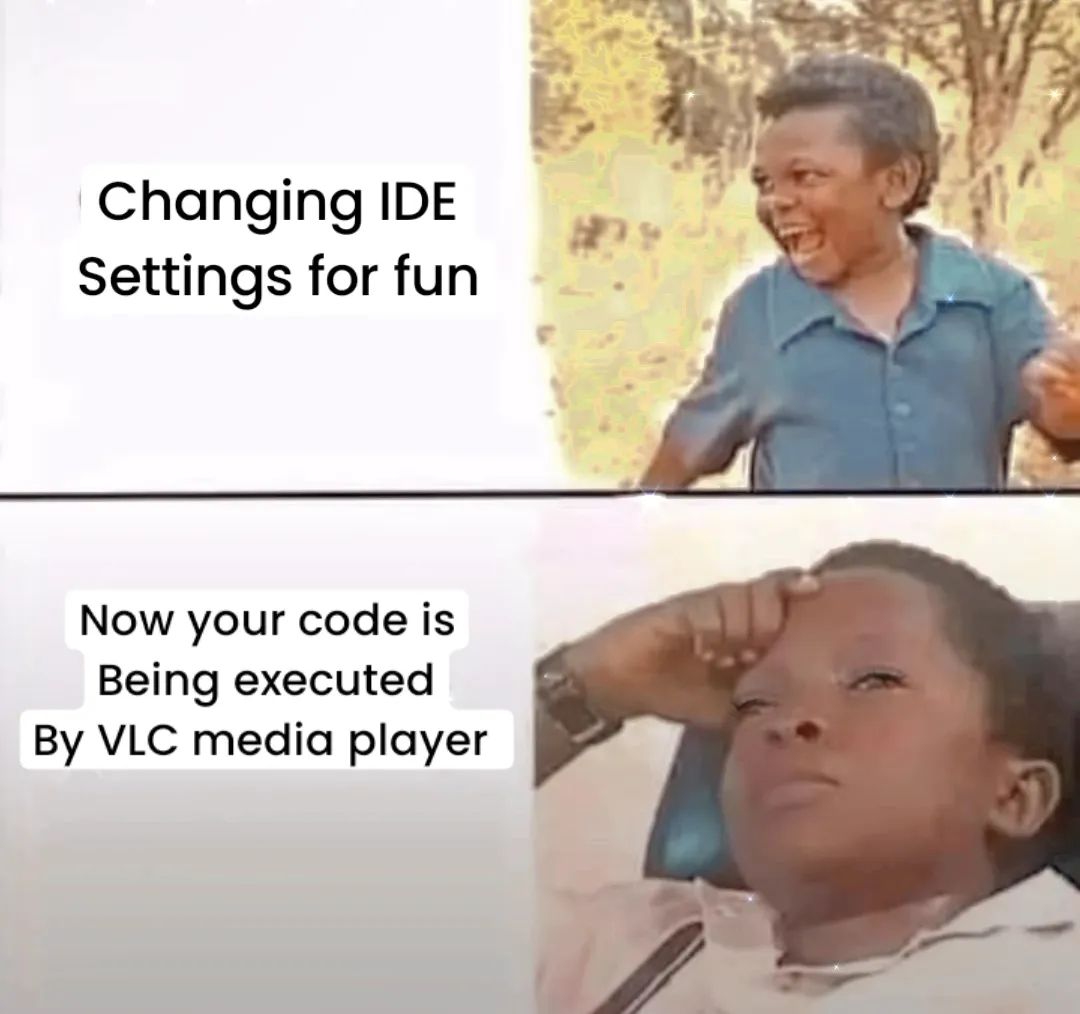 Changing IDE
Settings for fun
Now your code is
Being executed
By VLC media player